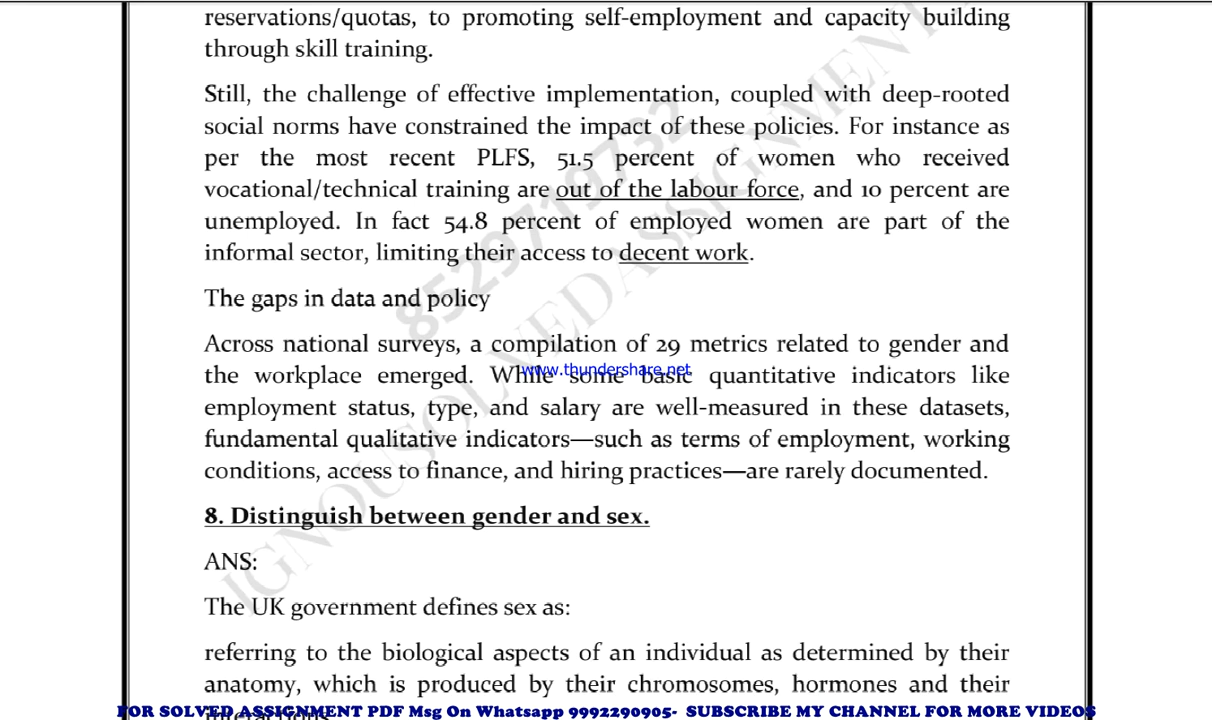 reservations/quotas, to promoting self-employment and capacity building
through skill training.
Still, the challenge of effective implementation, coupled with deep-rooted
social norms have constrained the impact of these policies. For instance as
per the most recent PLFS, 51.5 percent of women who received
vocational/technical training are out of the labour force, and 10 percent are
unemployed. In fact 54.8 percent of employed women are part of the
informal sector, limiting their access to decent work.
The gaps in data and policy
Across national surveys, a compilation of 29 metrics related to gender and
the workplace emerged. While some basic quantitative indicators like
www.thundershare.net
employment status, type, and salary are well-measured in these datasets,
fundamental qualitative indicators—such as terms of employment, working
conditions, access to finance, and hiring practices—are rarely documented.
8. Distinguish between gender and sex.
ANS:
The UK government defines sex as:
referring to the biological aspects of an individual as determined by their
anatomy, which is produced by their chromosomes, hormones and their
FOR SOLVED ASSIGNMENT PDF Msg On Whatsapp 9992290905- SUBSCRIBE MY CHANNEL FOR MORE VIDEOS
8529719732
IGNOUSOLVEDASSIGNMENT